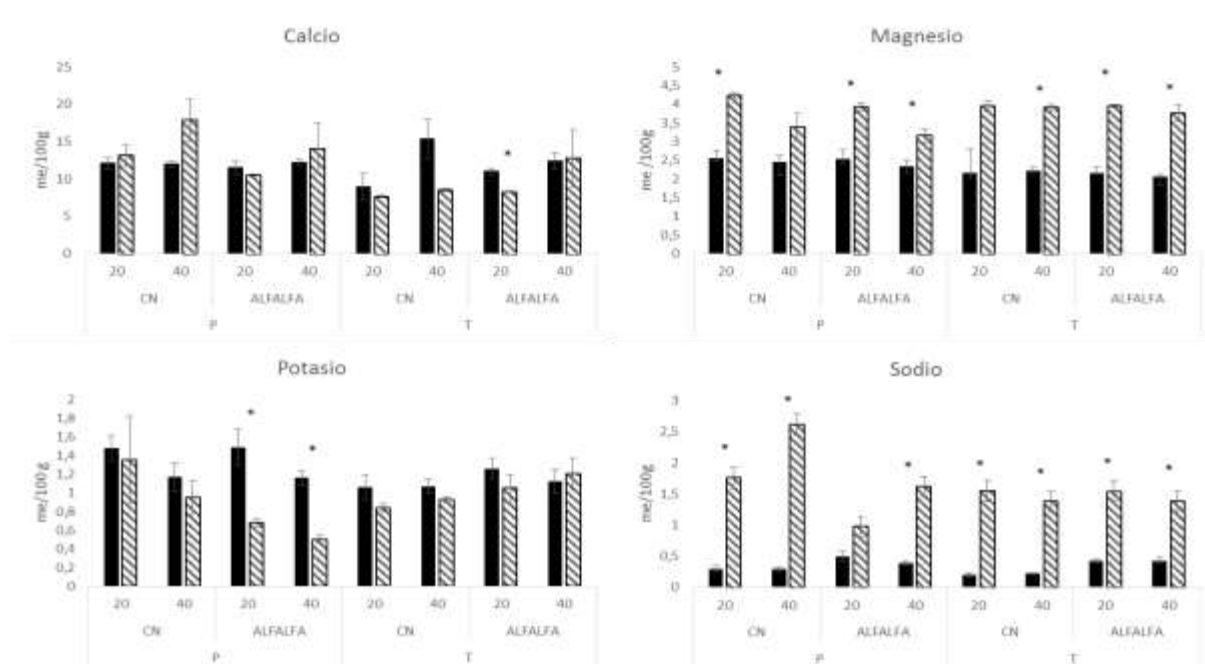 Calcio
me/100g
25
20
15
10
5
0
20 40 20 40 20 40 20 40
CN ALFALFA CN ALFALFA
P T
Magnesio
me /100g
5
4,5
4
3,5
3
2,5
2
1,5
1
0,5
0
* * * * * *
20 40 20 40 20 40 20 40
CN ALFALFA CN ALFALFA
P T
Potasio
me/100g
2
1,8
1,6
1,4
1,2
1
0,8
0,6
0,4
0,2
0
* *
20 40 20 40 20 40 20 40
CN ALFALFA CN ALFALFA
P T
Sodio
me/100g
3
2,5
2
1,5
1
0,5
0
* * * * * * *
20 40 20 40 20 40 20 40
CN ALFALFA CN ALFALFA
P T